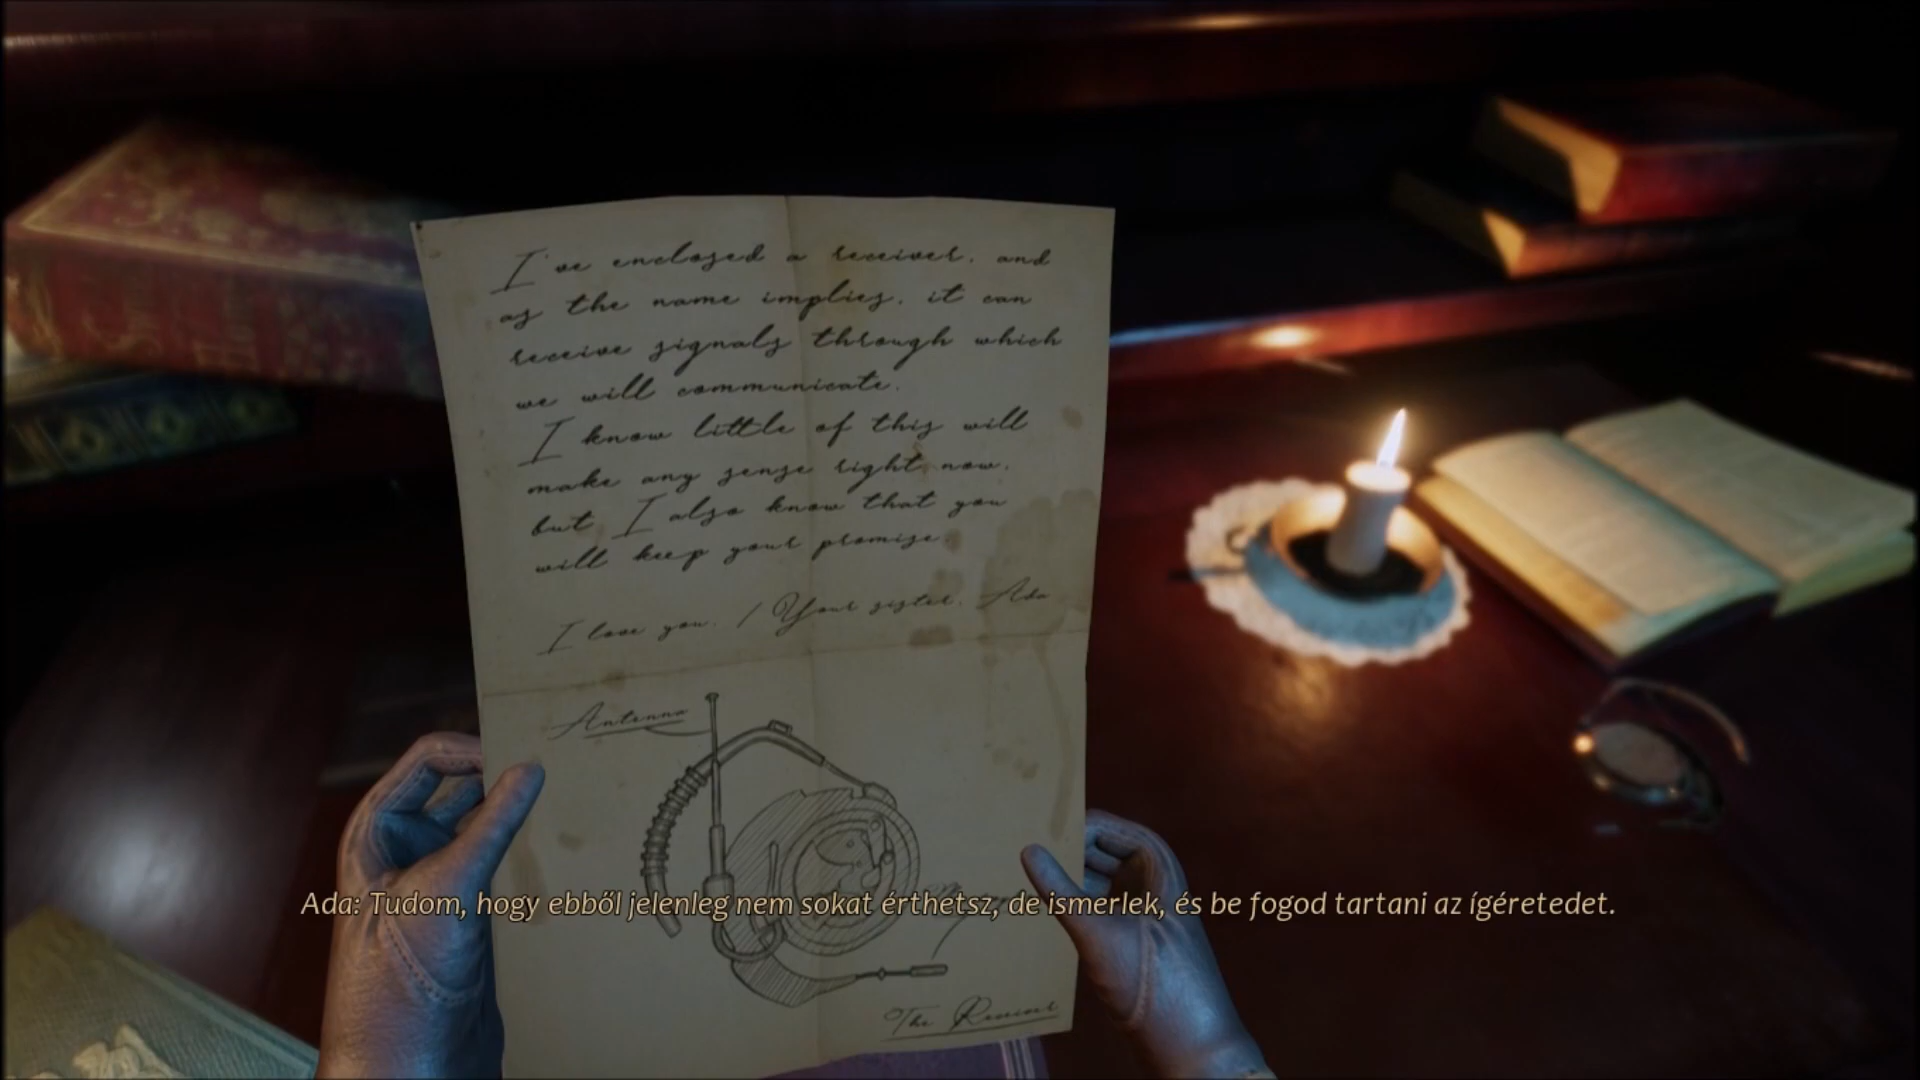 I've enclosed a receiver, and
as the name implies, it can
receive signals through which
we will communicate.
I know little of this will
make any sense right now,
but I also know that you
will keep your promise.
I love you, / Your sister, Ada
Antenna
Ada: Tudom, hogy ebből jelenleg nem sokat érthetsz, de ismerlek, és be fogod tartani az ígéretedet.
The Receiver